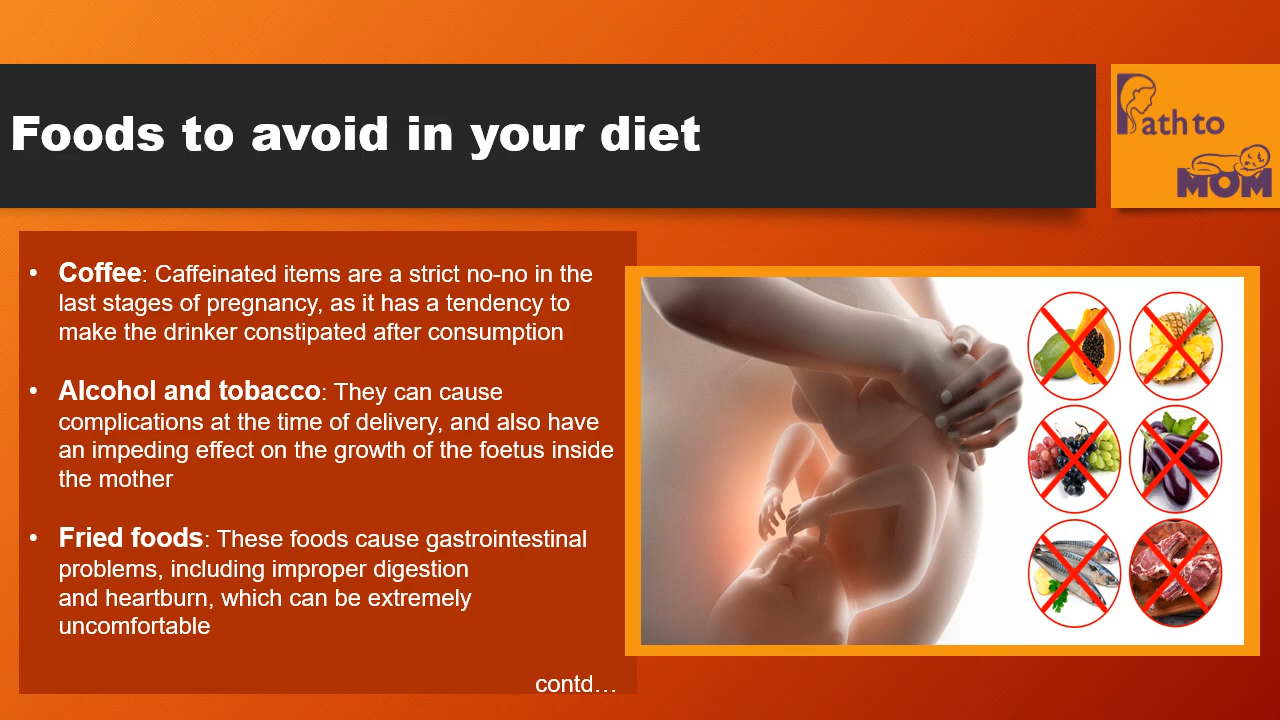 Foods to avoid in your diet
Path to
MOM
• Coffee: Caffeinated items are a strict no-no in the
last stages of pregnancy, as it has a tendency to
make the drinker constipated after consumption
• Alcohol and tobacco: They can cause
complications at the time of delivery, and also have
an impeding effect on the growth of the foetus inside
the mother
• Fried foods: These foods cause gastrointestinal
problems, including improper digestion
and heartburn, which can be extremely
uncomfortable
contd…